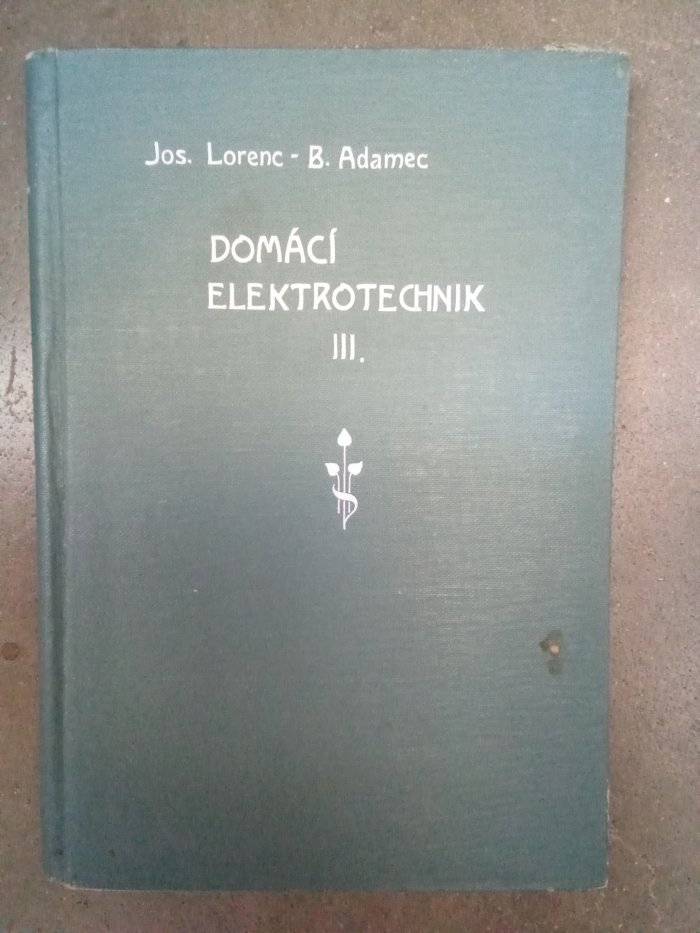 Jos. Lorenc - B. Adamec
DOMÁCÍ
ELEKTROTECHNIK
III.